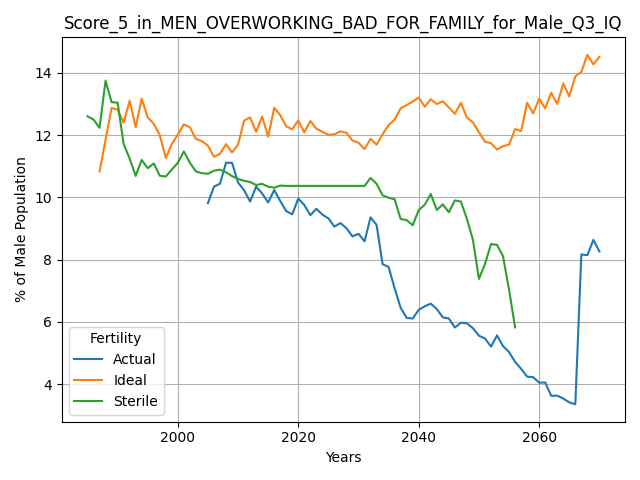 Score_5_in_MEN_OVERWORKING_BAD_FOR_FAMILY_for_Male_Q3_IQ
% of Male Population
14
12
10
8
6
4
Fertility
Actual
Ideal
Sterile
2000 2020 2040 2060
Years